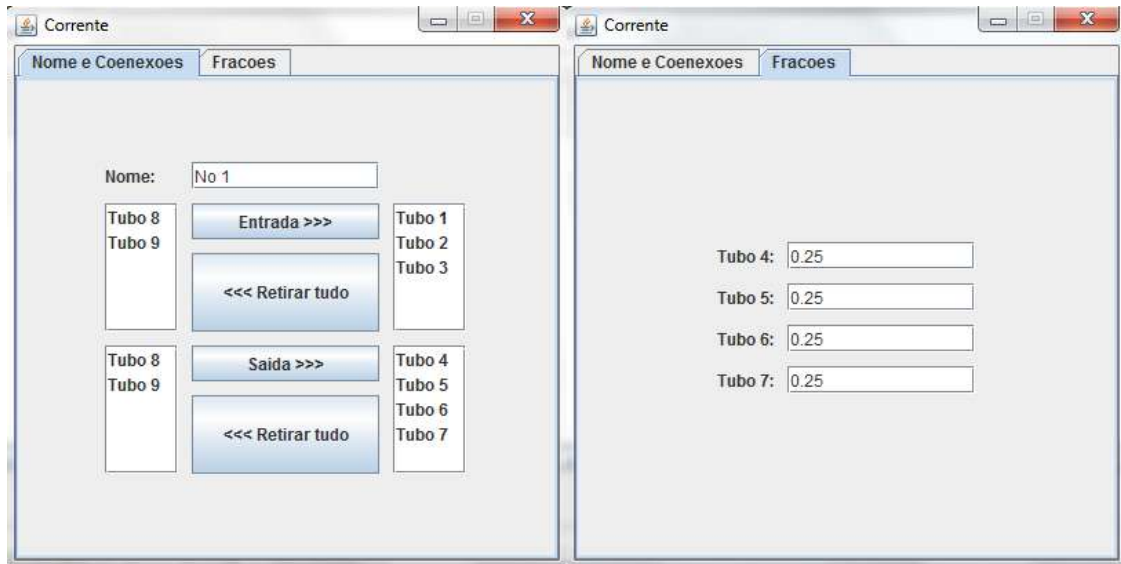 Corrente
Nome e Coenexoes
Fracoes
Nome:
No 1
Tubo 8
Tubo 9
Entrada >>>
<<< Retirar tudo
Tubo 1
Tubo 2
Tubo 3
Tubo 8
Tubo 9
Saida >>>
<<< Retirar tudo
Tubo 4
Tubo 5
Tubo 6
Tubo 7
Corrente
Nome e Coenexoes
Fracoes
Tubo 4: 0.25
Tubo 5: 0.25
Tubo 6: 0.25
Tubo 7: 0.25